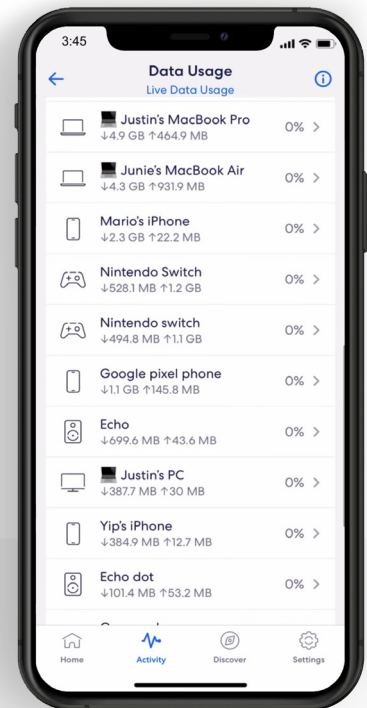 3:45
Data Usage
Live Data Usage
Justin's MacBook Pro
↓4.9 GB ↑464.9 MB
0%
Junie's MacBook Air
↓4.3 GB ↑931.9 MB
0%
Mario's iPhone
↓2.3 GB ↑22.2 MB
0%
Nintendo Switch
↓528.1 MB ↑1.2 GB
0%
Nintendo switch
↓494.8 MB ↑1.1 GB
0%
Google pixel phone
↓1.1 GB ↑145.8 MB
0%
Echo
↓699.6 MB ↑43.6 MB
0%
Justin's PC
↓387.7 MB ↑30 MB
0%
Yip's iPhone
↓384.9 MB ↑12.7 MB
0%
Echo dot
↓101.4 MB ↑53.2 MB
0%
Home
Activity
Discover
Settings